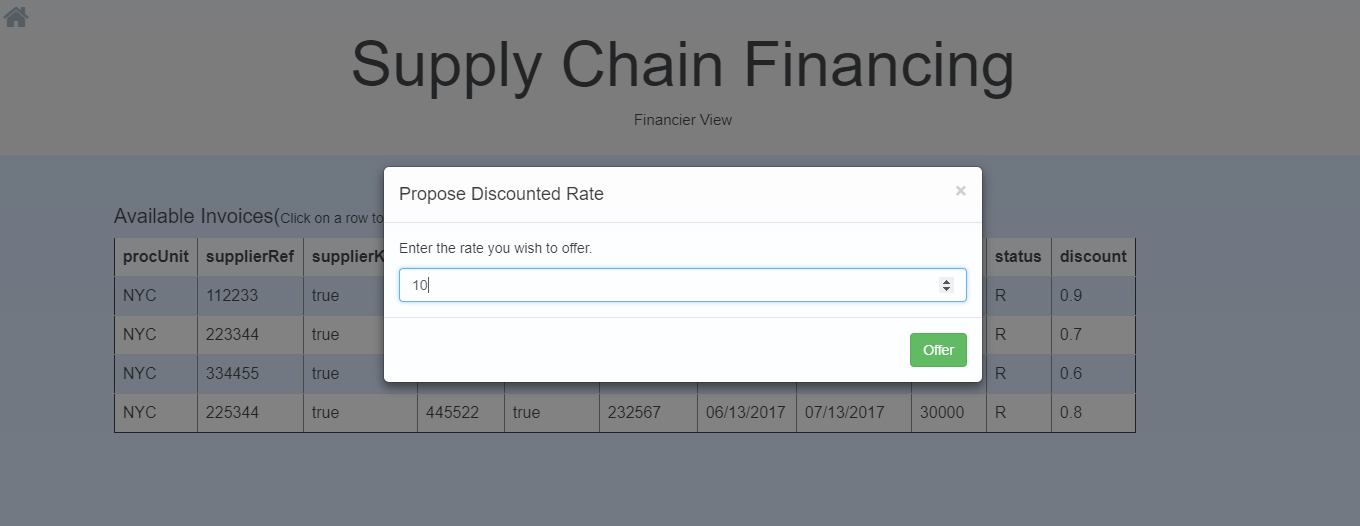 Supply Chain Financing
Financier View
Propose Discounted Rate ×
Available Invoices(Click on a row to
Enter the rate you wish to offer.
10
Offer
procUnit supplierRef status discount
NYC 112233 true R 0.9
NYC 223344 true R 0.7
NYC 334455 true R 0.6
NYC 225344 true 445522 true 232567 06/13/2017 07/13/2017 30000 R 0.8